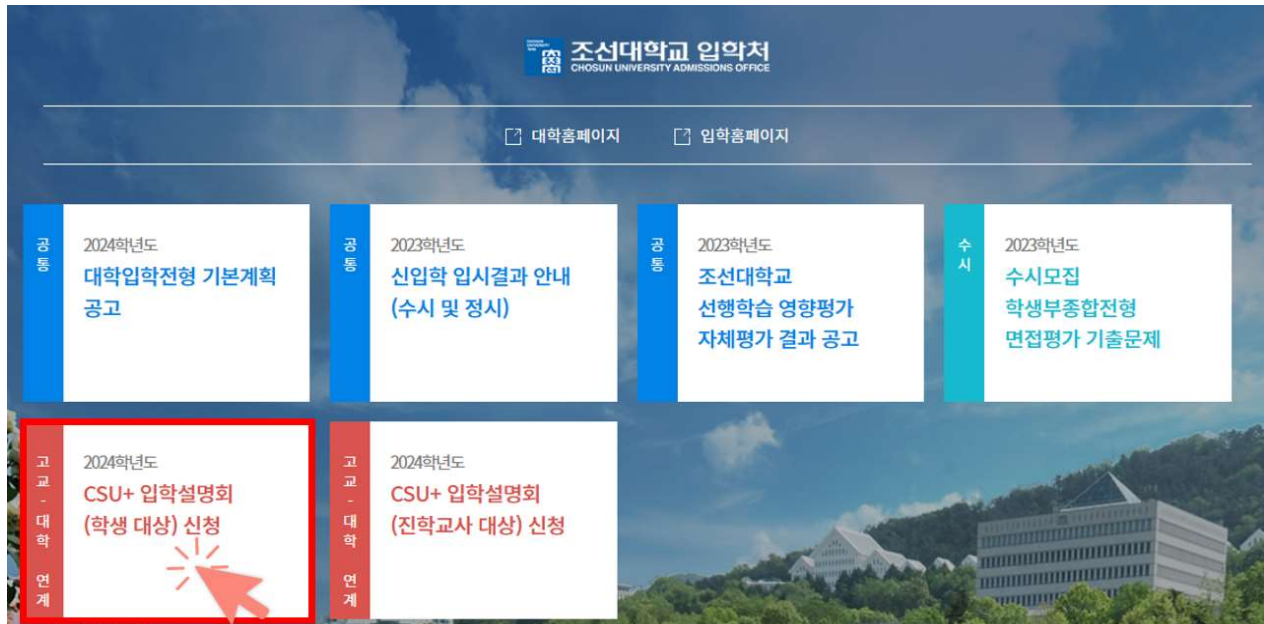 조선대학교 입학처
CHOSUN UNIVERSITY ADMISSIONS OFFICE
대학홈페이지
입학홈페이지
공통
2024학년도
대학입학전형 기본계획
공고
공통
2023학년도
신입학 입시결과 안내
(수시 및 정시)
공통
2023학년도
조선대학교
선행학습 영향평가
자체평가 결과 공고
수시
2023학년도
수시모집
학생부종합전형
면접평가 기출문제
고교-대학 연계
2024학년도
CSU+ 입학설명회
(학생 대상) 신청
고교-대학 연계
2024학년도
CSU+ 입학설명회
(진학교사 대상) 신청